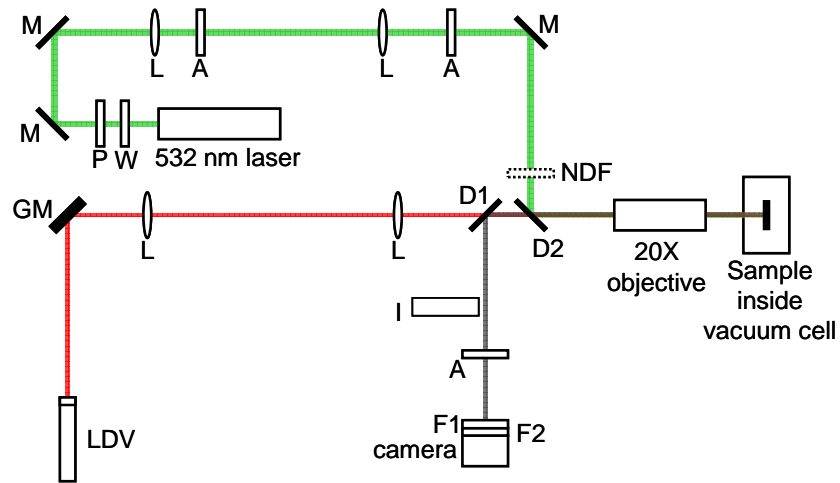 M
M
L
A
L
A
M
P
W
532 nm laser
NDF
GM
D1
L
L
D2
20X
objective
Sample
inside
vacuum cell
I
A
LDV
F1
F2
camera